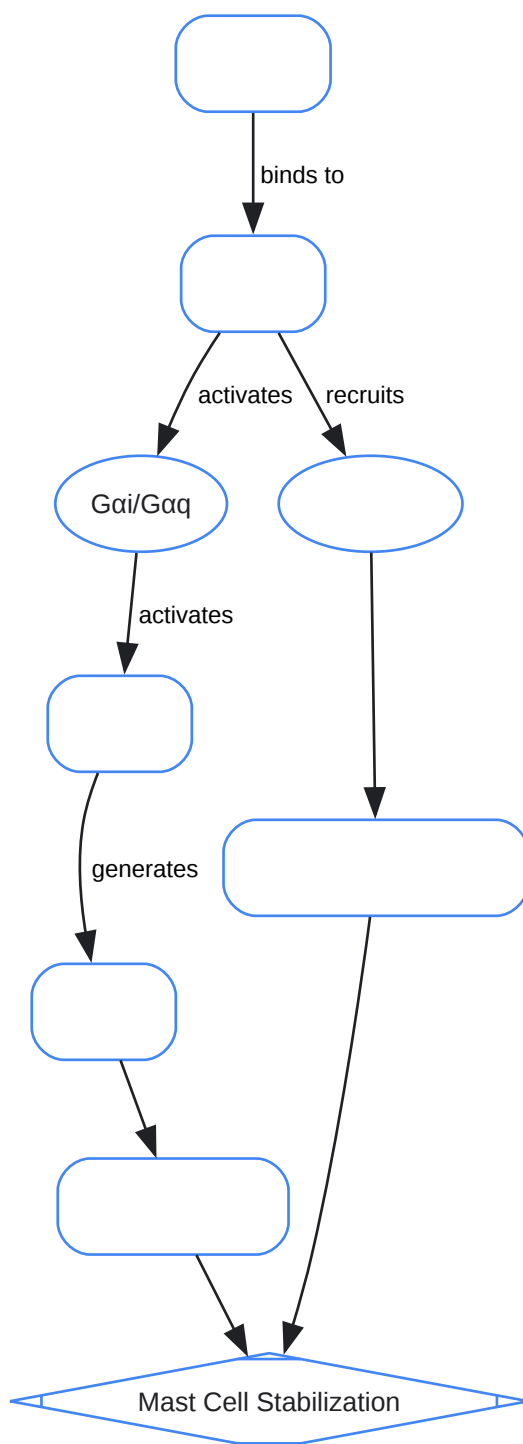 binds to
activates
recruits
Gαi/Gαq
activates
generates
Mast Cell Stabilization